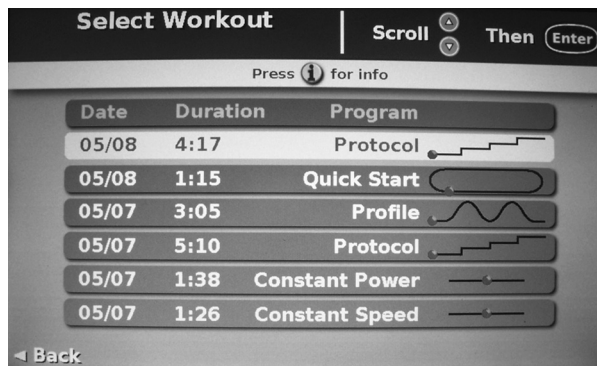 Select Workout
Scroll Then Enter
Press i for info
Date Duration Program
05/08 4:17 Protocol
05/08 1:15 Quick Start
05/07 3:05 Profile
05/07 5:10 Protocol
05/07 1:38 Constant Power
05/07 1:26 Constant Speed
Back